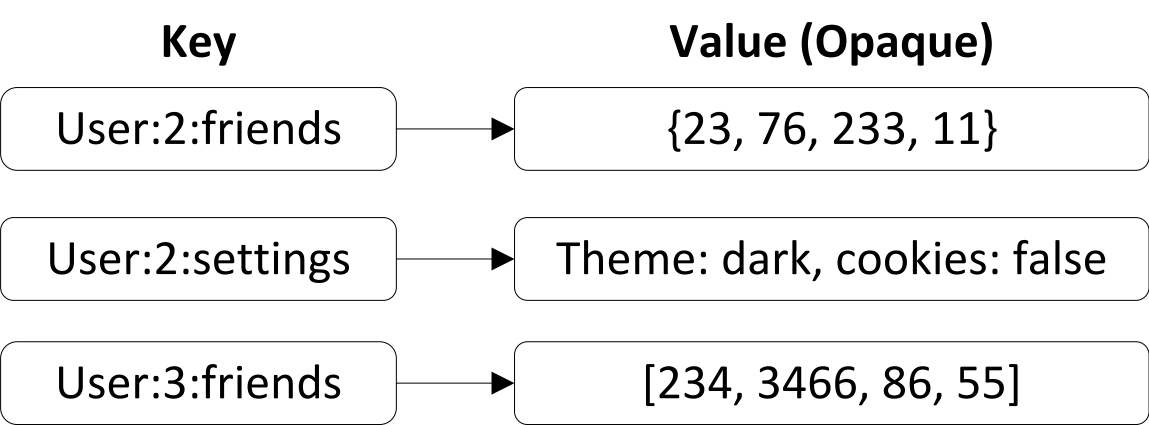 Key Value (Opaque)
User:2:friends {23, 76, 233, 11}
User:2:settings Theme: dark, cookies: false
User:3:friends [234, 3466, 86, 55]